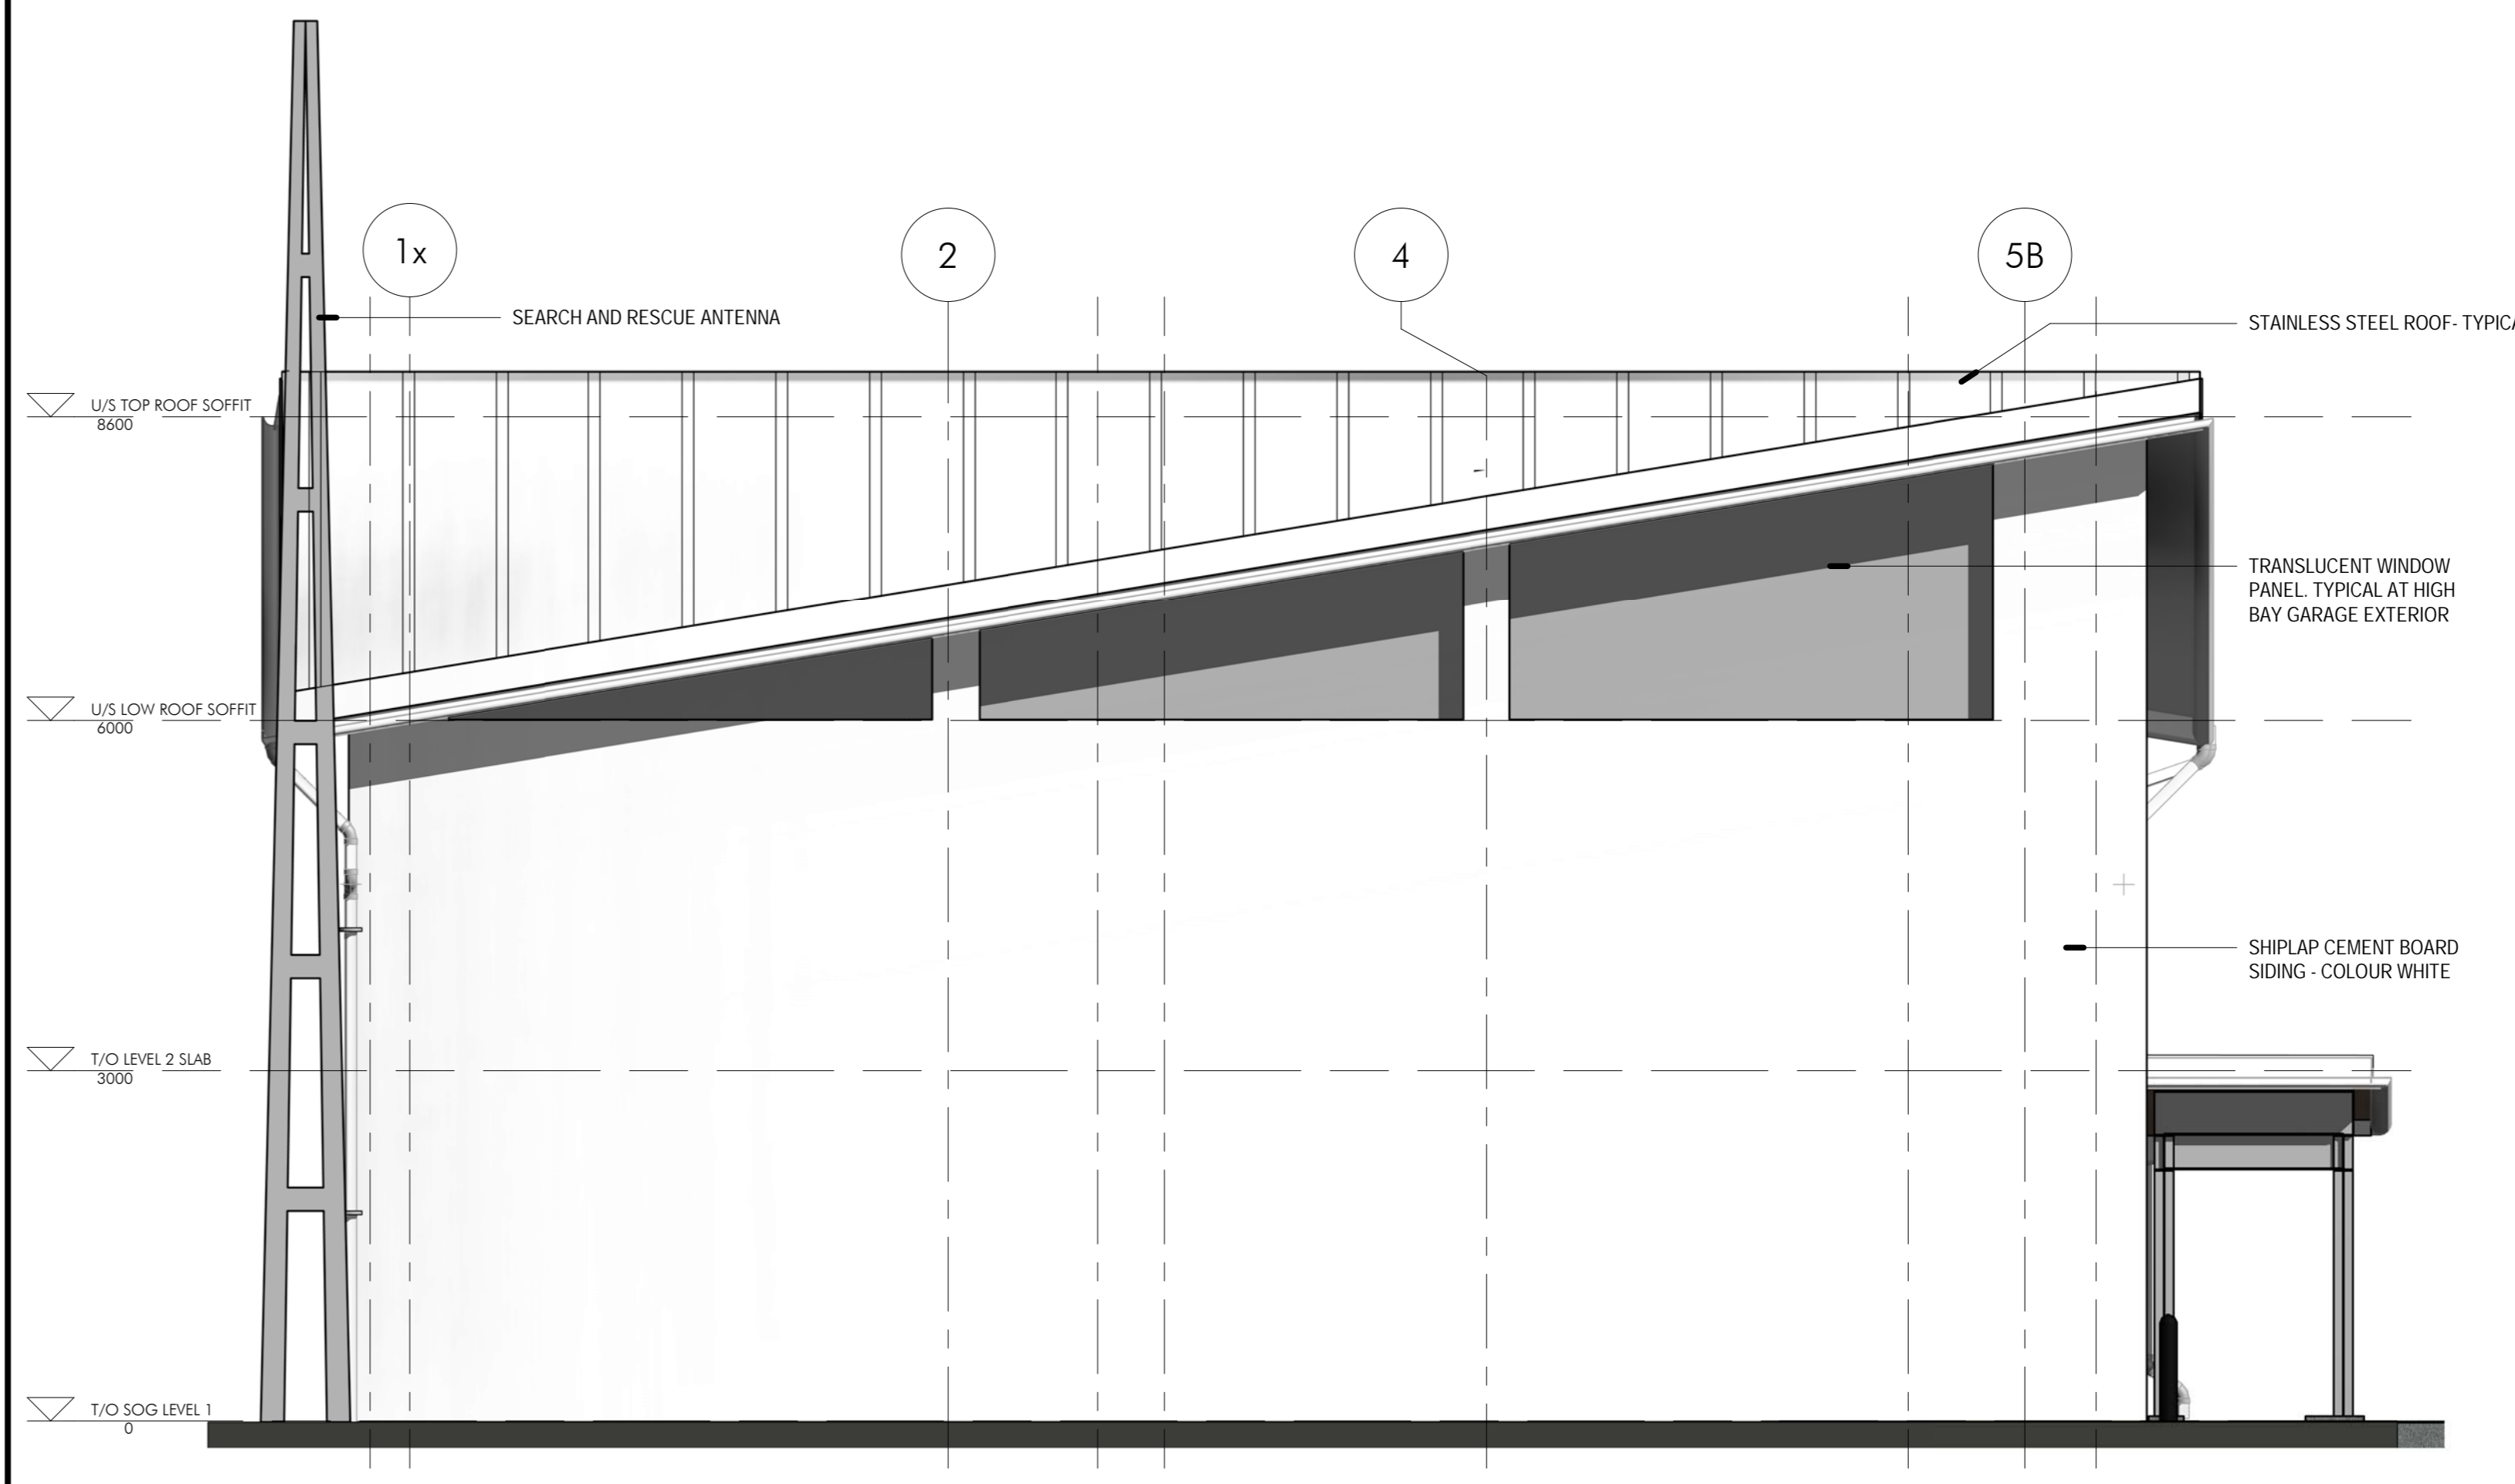 1x
2
4
5B
SEARCH AND RESCUE ANTENNA
STAINLESS STEEL ROOF- TYPICA
U/S TOP ROOF SOFFIT
8600
TRANSLUCENT WINDOW
PANEL. TYPICAL AT HIGH
BAY GARAGE EXTERIOR
U/S LOW ROOF SOFFIT
6000
SHIPLAP CEMENT BOARD
SIDING - COLOUR WHITE
T/O LEVEL 2 SLAB
3000
T/O SOG LEVEL 1
0